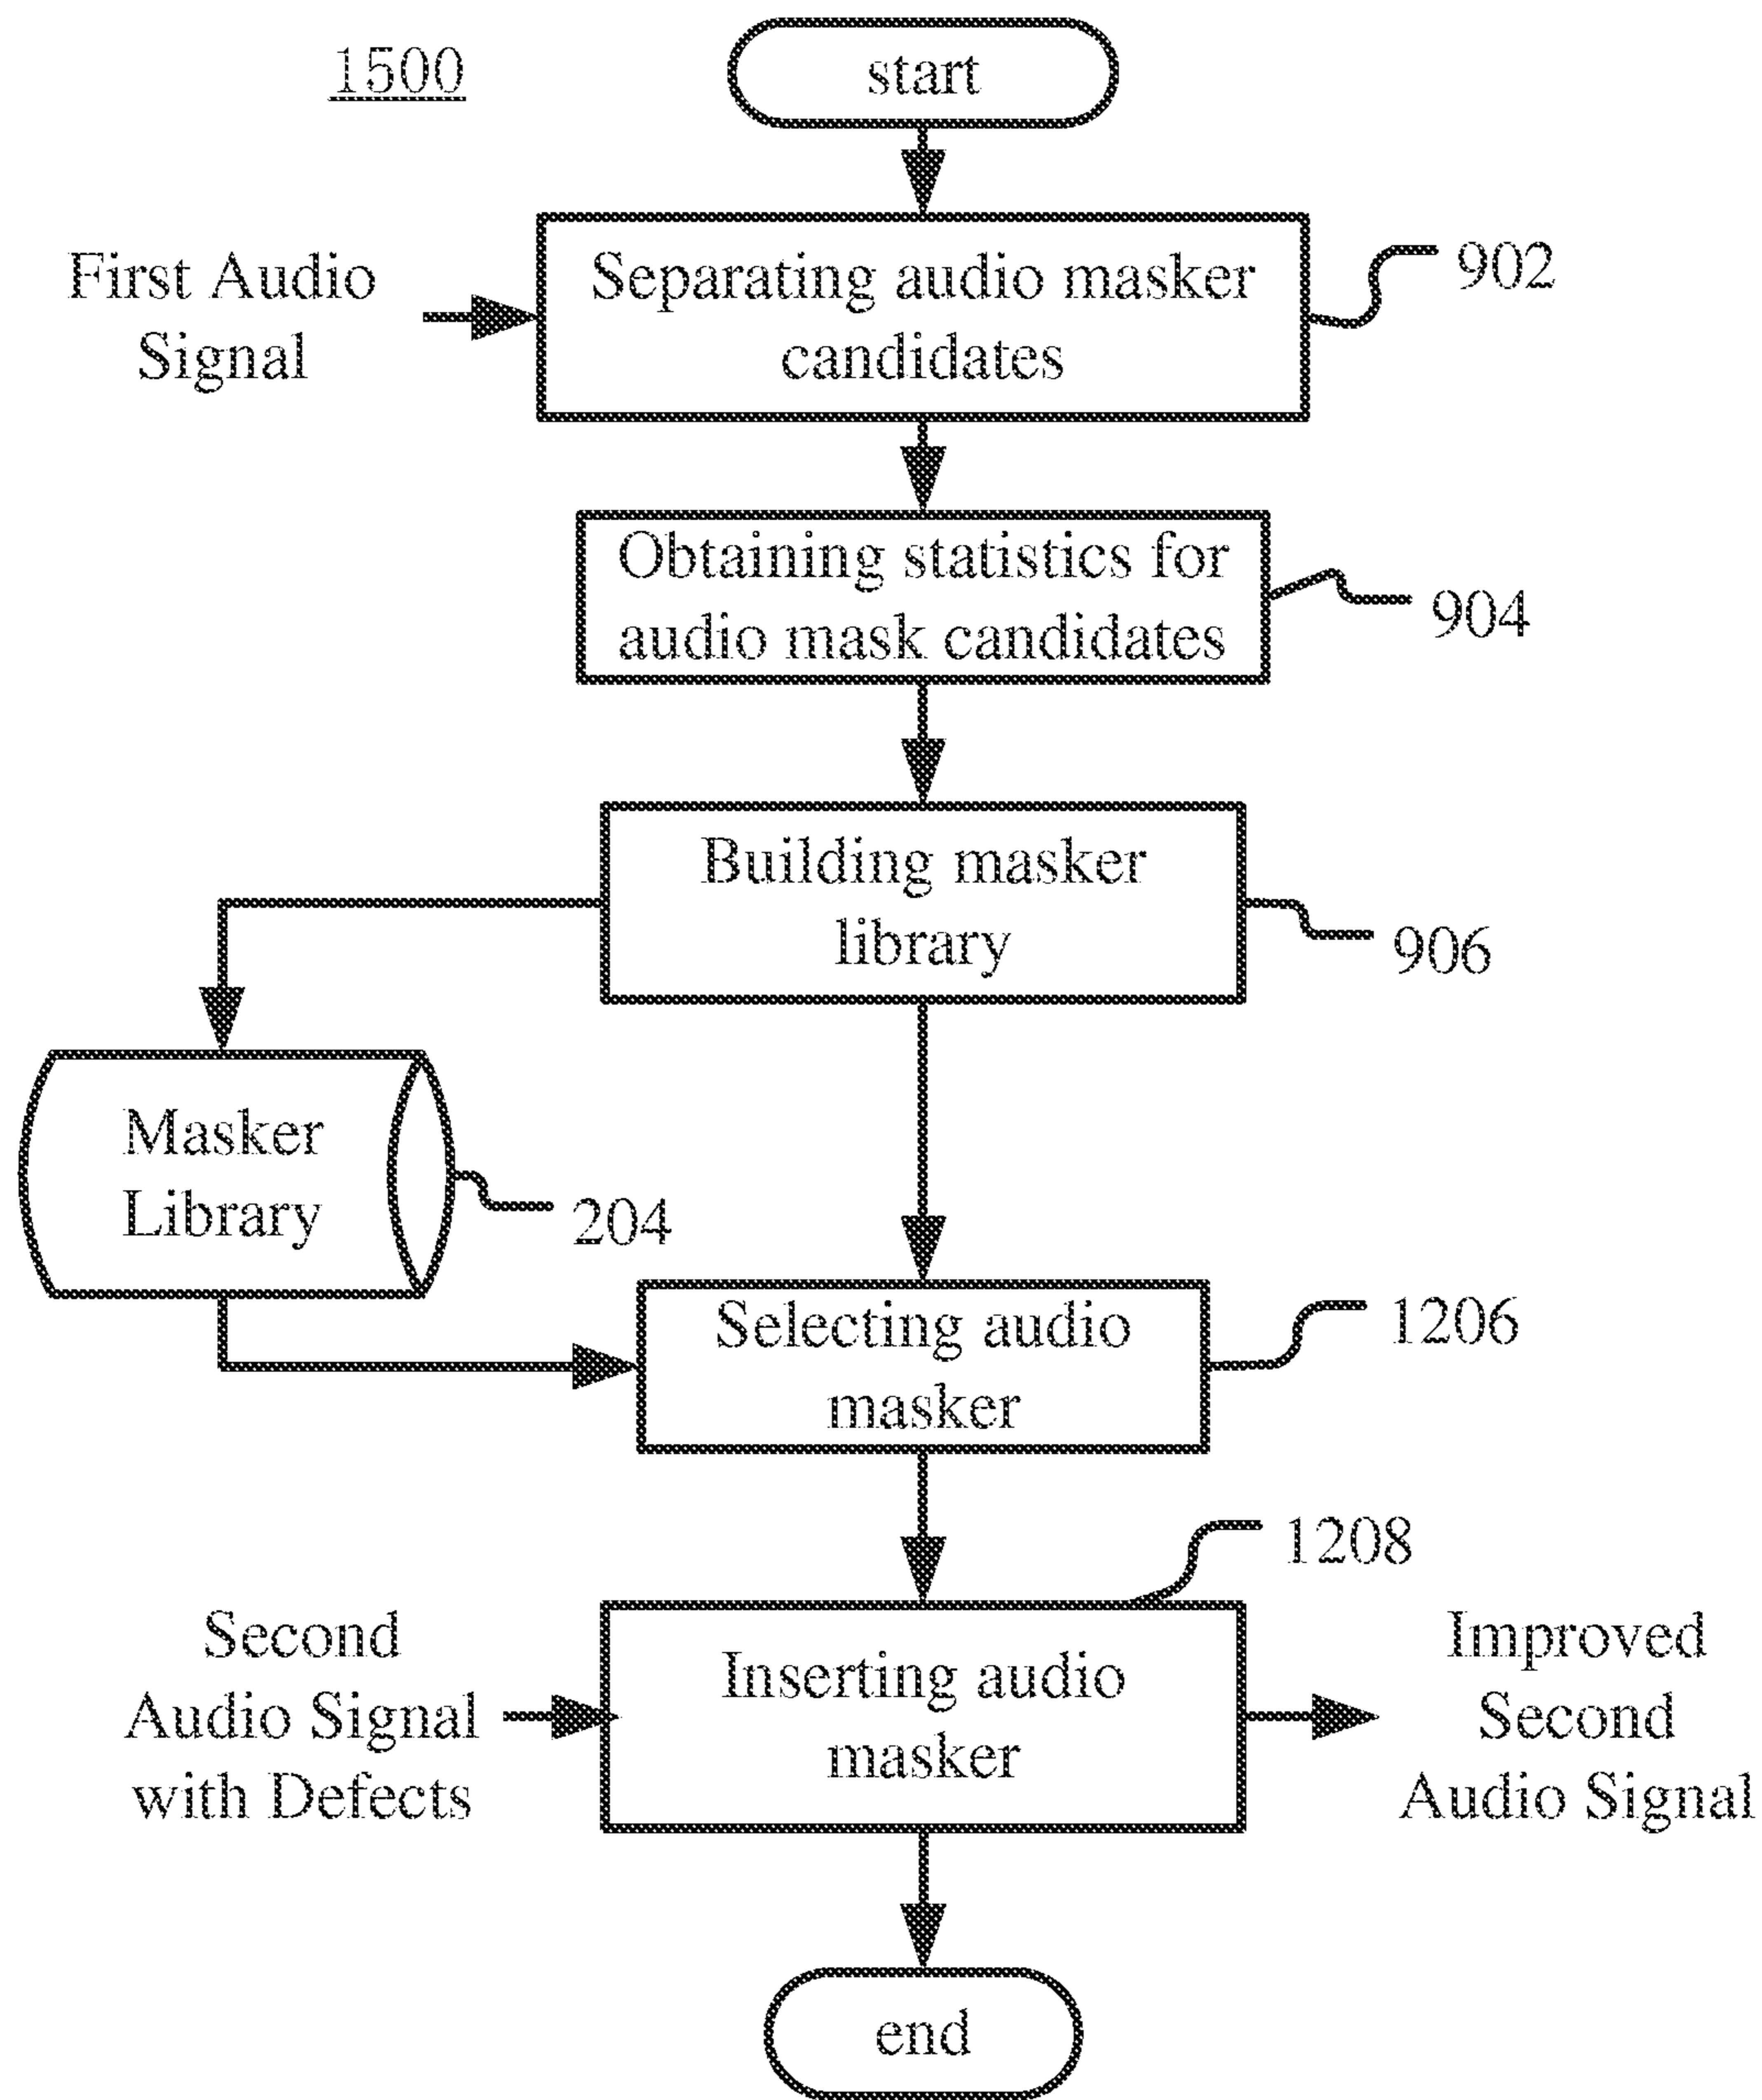 1500
start
First Audio
Signal
Separating audio masker
candidates
902
Obtaining statistics for
audio mask candidates
904
Building masker
library
906
Masker
Library
204
Selecting audio
masker
1206
1208
Second
Audio Signal
with Defects
Inserting audio
masker
Improved
Second
Audio Signal
end